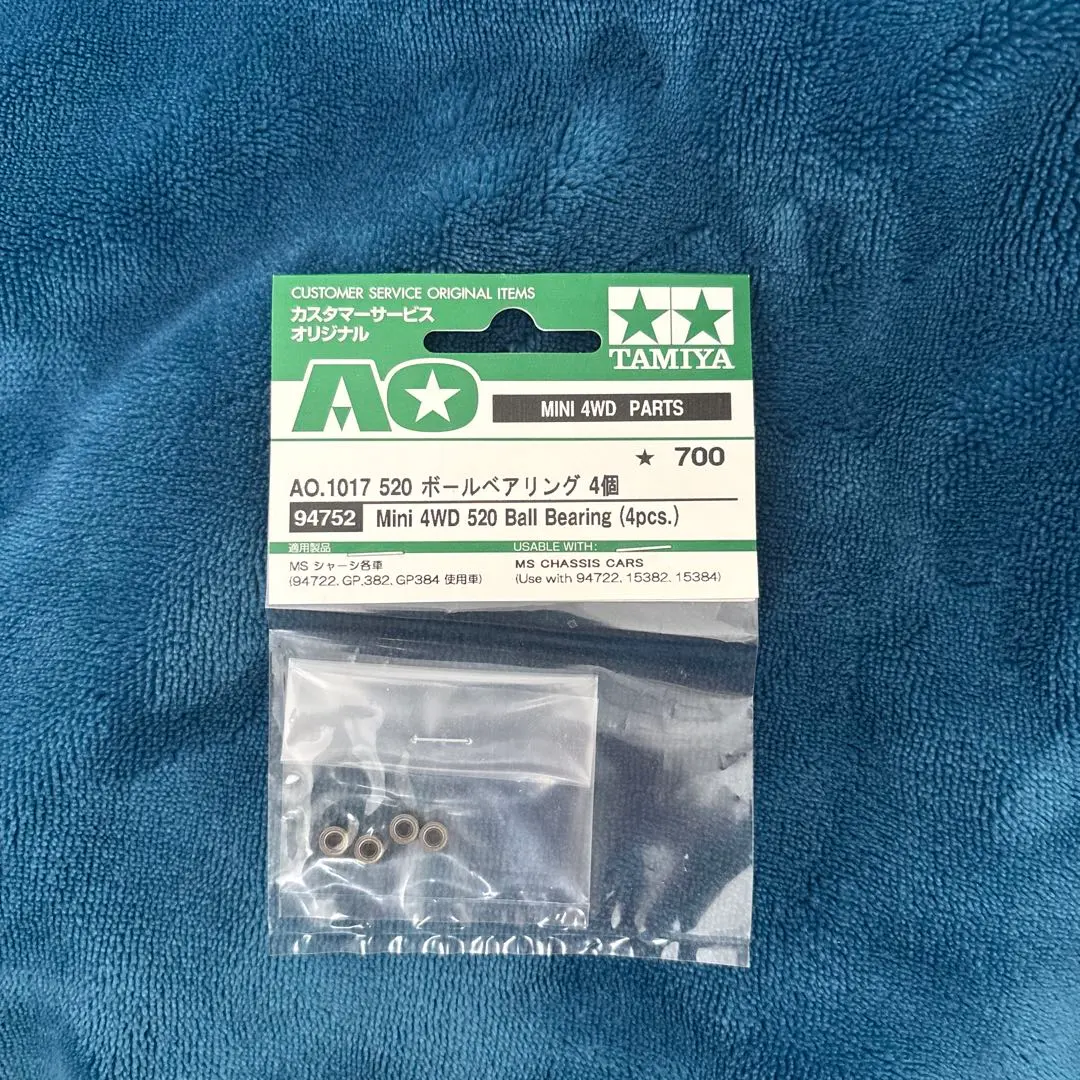 CUSTOMER SERVICE ORIGINAL ITEMS
カスタマーサービス
オリジナル
TAMIYA
AO
MINI 4WD PARTS
★ 700
AO.1017 520 ボールベアリング 4個
94752 Mini 4WD 520 Ball Bearing (4pcs.)
適用製品
MS シャーシ各車
(94722, GP.382, GP384 使用車)
USABLE WITH:
MS CHASSIS CARS
(Use with 94722, 15382, 15384)